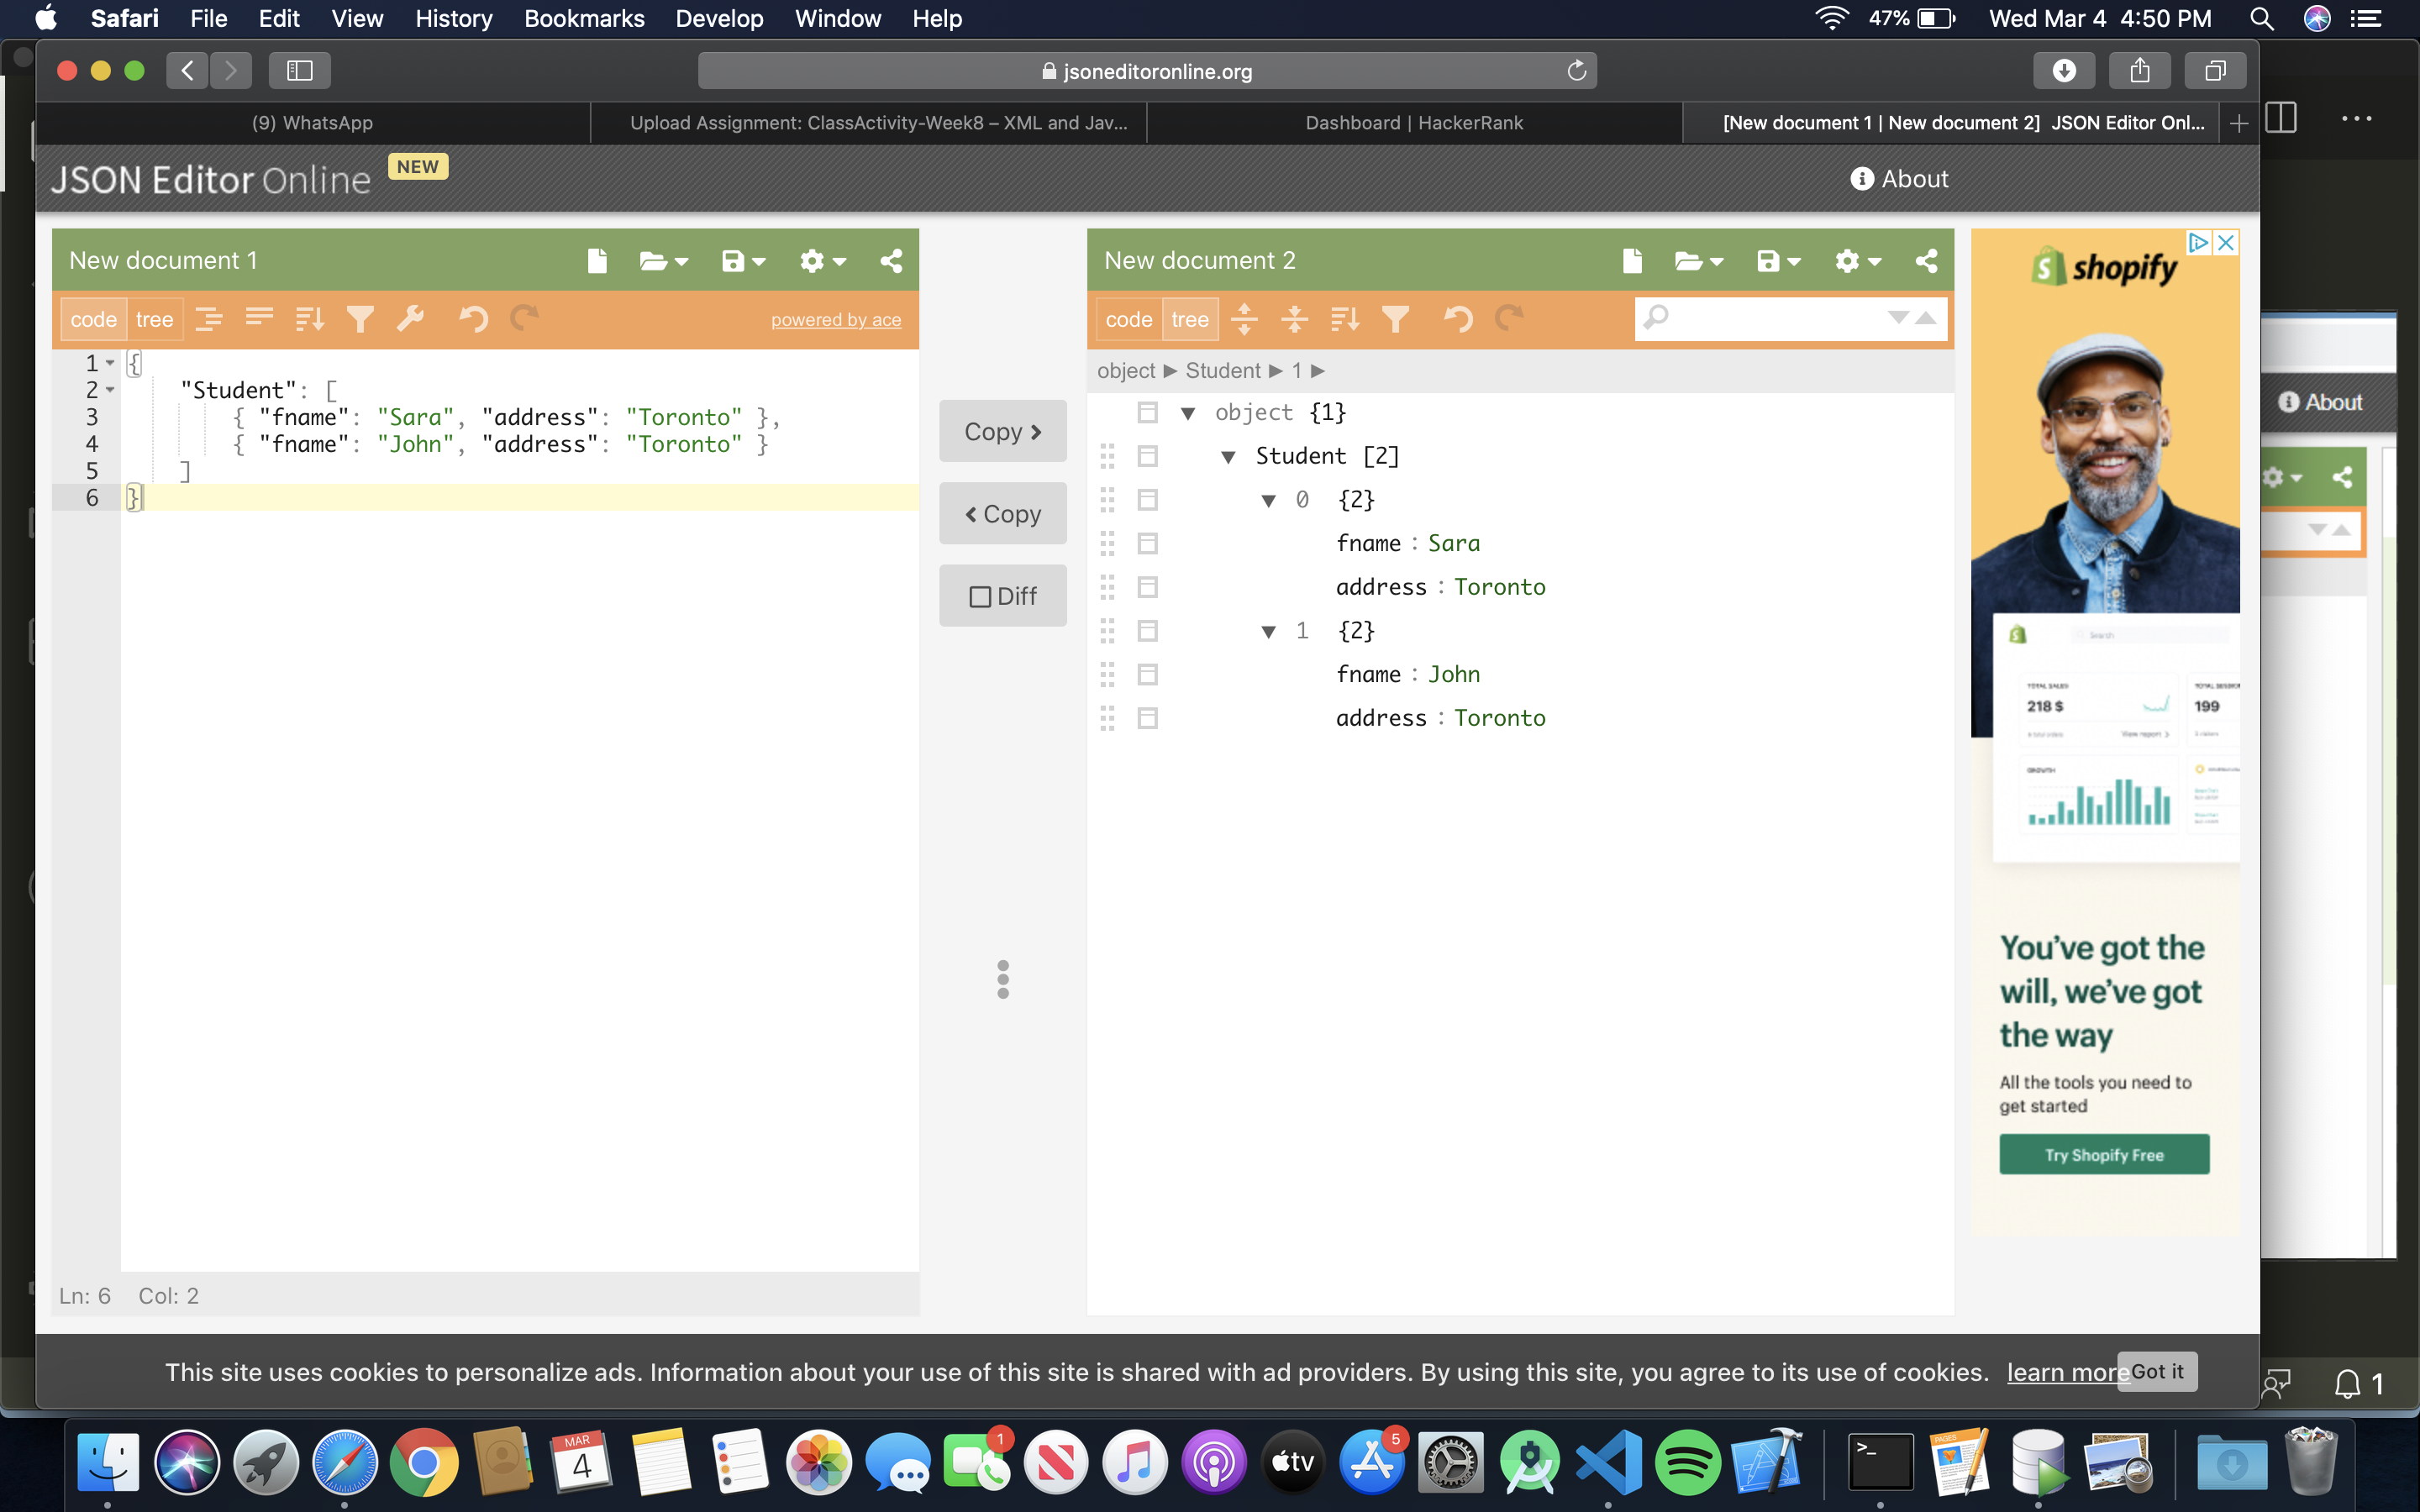 Safari File Edit View History Bookmarks Develop Window Help 47% Wed Mar 4 4:50 PM
jsoneditoronline.org
(9) WhatsApp
Upload Assignment: ClassActivity-Week8 – XML and Jav...
Dashboard | HackerRank
[New document 1 | New document 2] JSON Editor Onl...
JSON Editor Online NEW
About
New document 1
code tree powered by ace
1 {
2 "Student": [
3 { "fname": "Sara", "address": "Toronto" },
4 { "fname": "John", "address": "Toronto" }
5 ]
6 }
Ln: 6 Col: 2
Copy
Copy
Diff
New document 2
code tree
object ▶ Student ▶ 1 ▶
object {1}
Student [2]
0 {2}
fname : Sara
address : Toronto
1 {2}
fname : John
address : Toronto
shopify
Search
TOTAL SALES
218 $
View report
199
GROWTH
You've got the
will, we've got
the way
All the tools you need to
get started
Try Shopify Free
About
This site uses cookies to personalize ads. Information about your use of this site is shared with ad providers. By using this site, you agree to its use of cookies. learn more
Got it
1
MAR
4
1
tv
5
>_
PAGES